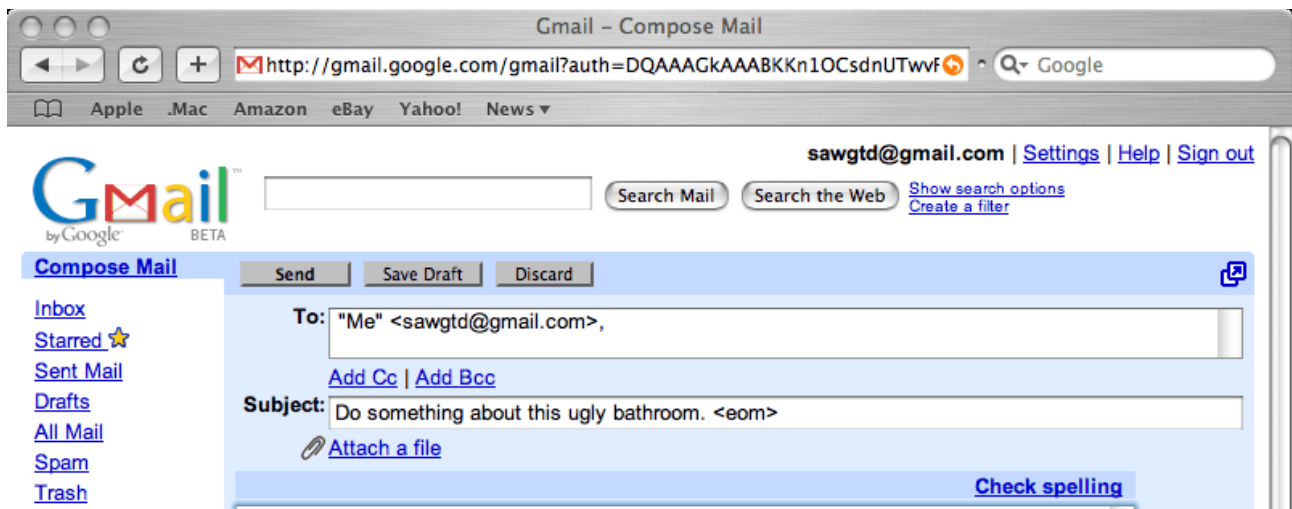 Gmail – Compose Mail
http://gmail.google.com/gmail?auth=DQAAAGkAAABKKn1OCsdnUTwvF Google
Apple .Mac Amazon eBay Yahoo! News
sawgtd@gmail.com | Settings | Help | Sign out
Gmail™ Search Mail Search the Web Show search options
Create a filter
by Google BETA
Compose Mail Send Save Draft Discard
Inbox To: "Me" <sawgtd@gmail.com>,
Starred
Sent Mail Add Cc | Add Bcc
Drafts Subject: Do something about this ugly bathroom. <eom>
All Mail Attach a file
Spam
Trash Check spelling